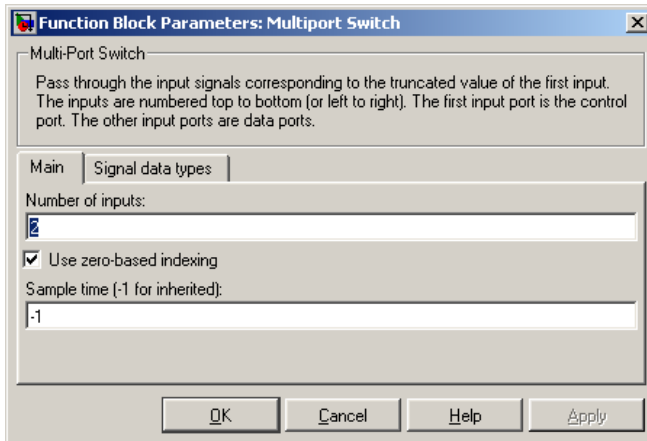 Function Block Parameters: Multiport Switch
Multi-Port Switch
Pass through the input signals corresponding to the truncated value of the first input.
The inputs are numbered top to bottom (or left to right). The first input port is the control
port. The other input ports are data ports.
Main Signal data types
Number of inputs:
2
Use zero-based indexing
Sample time (-1 for inherited):
-1
OK Cancel Help Apply